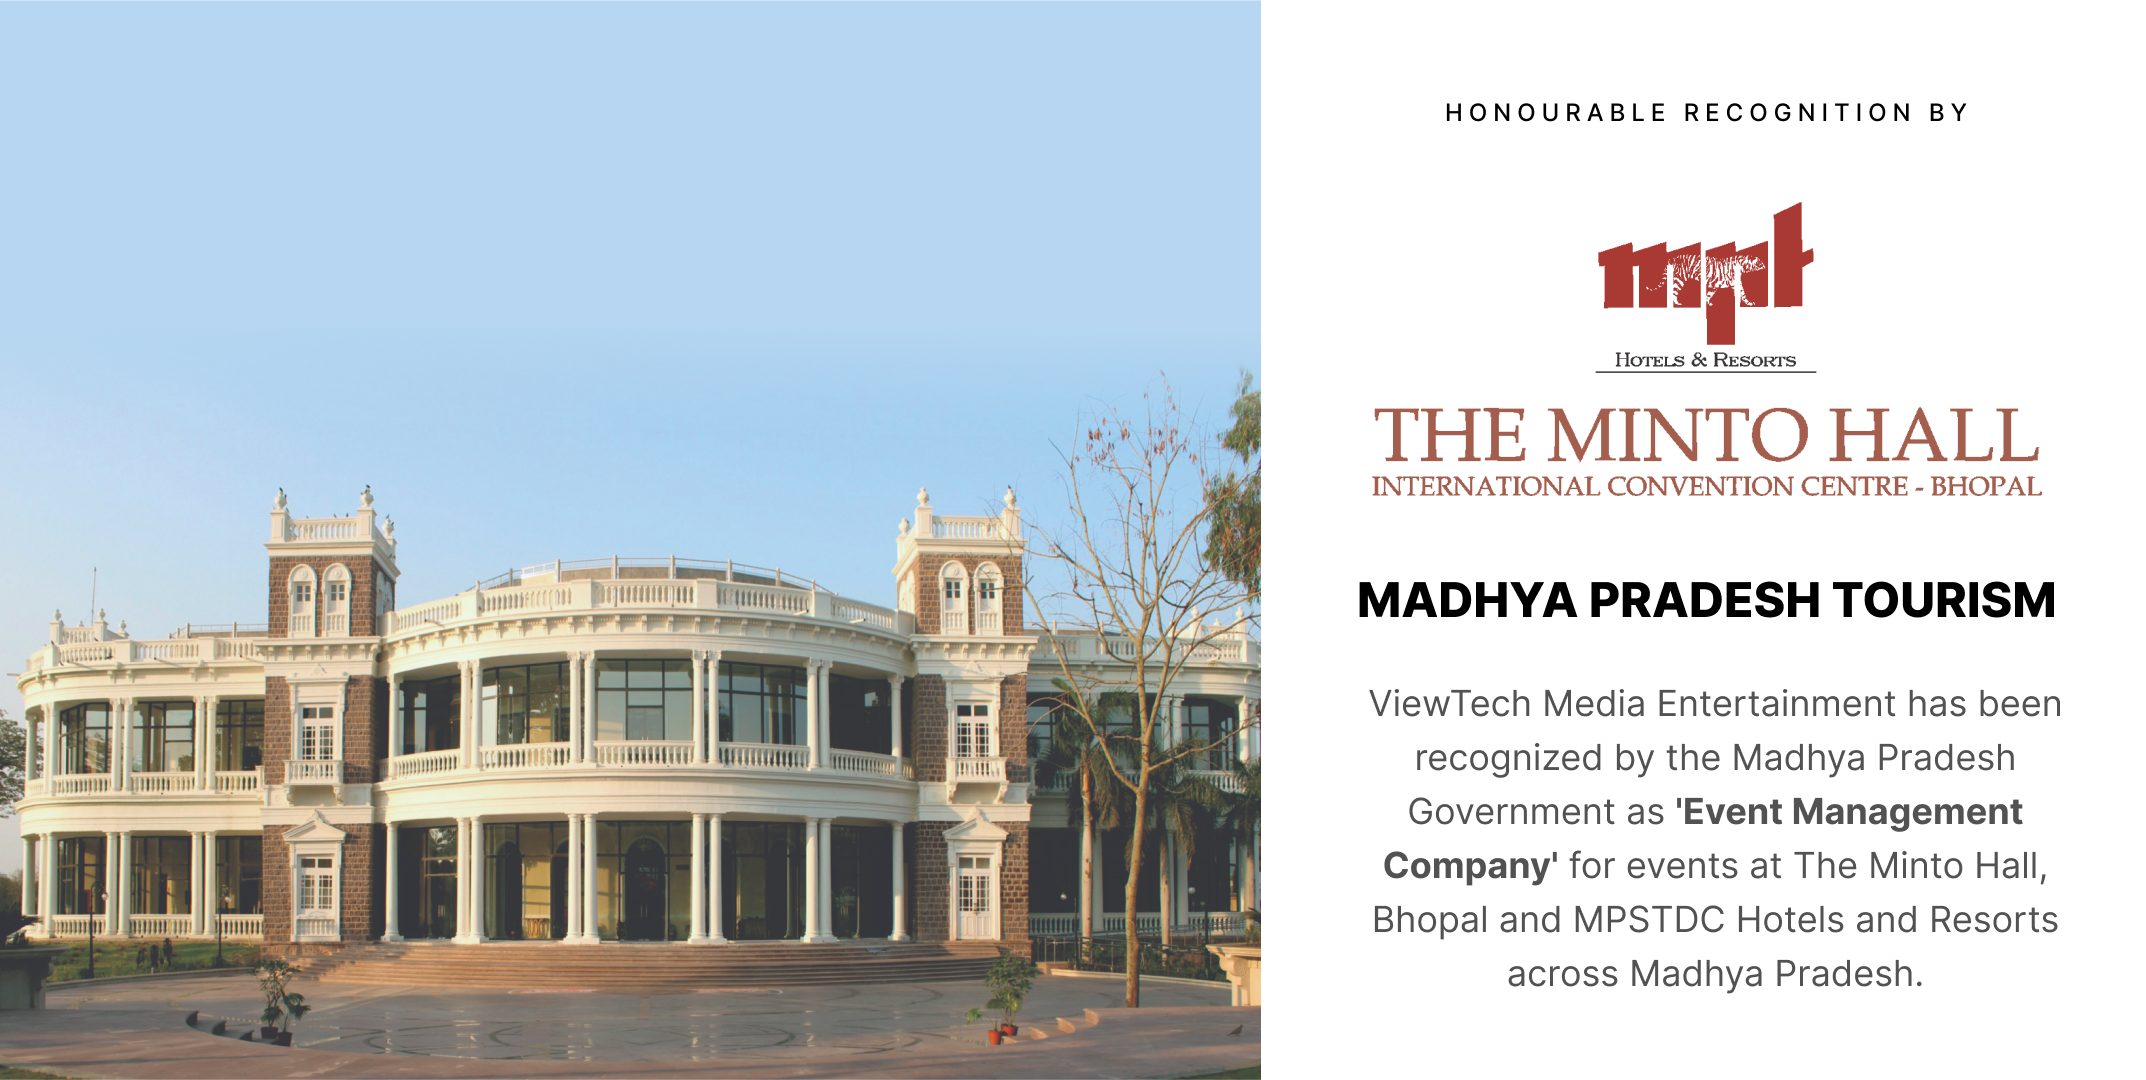 HONOURABLE RECOGNITION BY
mpt
HOTELS & RESORTS
THE MINTO HALL
INTERNATIONAL CONVENTION CENTRE - BHOPAL
MADHYA PRADESH TOURISM
ViewTech Media Entertainment has been
recognized by the Madhya Pradesh
Government as 'Event Management
Company' for events at The Minto Hall,
Bhopal and MPSTDC Hotels and Resorts
across Madhya Pradesh.